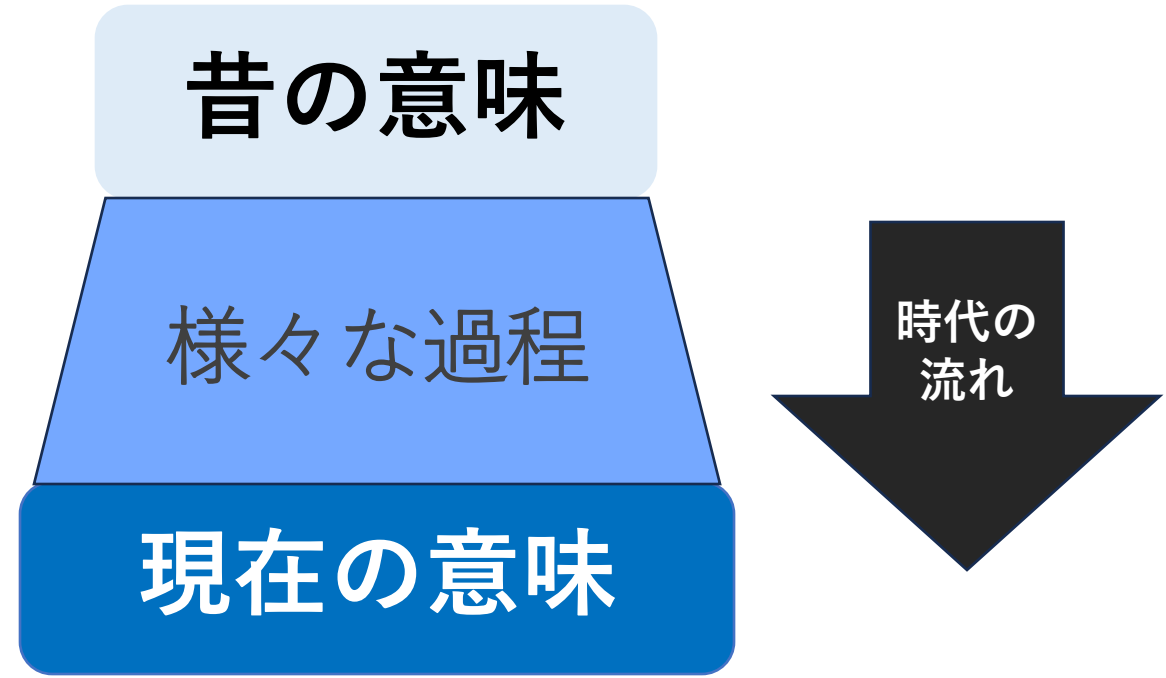 昔の意味
様々な過程
時代の
流れ
現在の意味